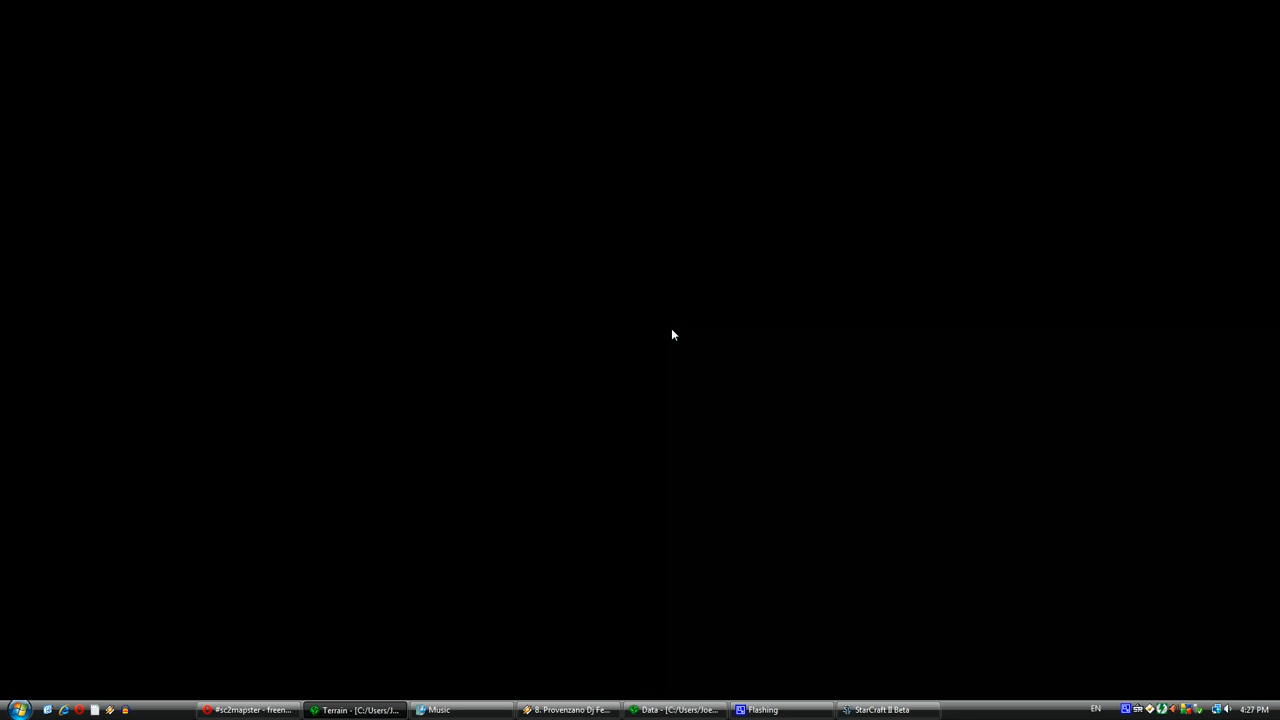 #sc2mapster - freen...
Terrain - [C:/Users/J...
Music
8. Provenzano Dj Fe...
Data - [C:/Users/Joe...
Flashing
StarCraft II Beta
EN
4:27 PM